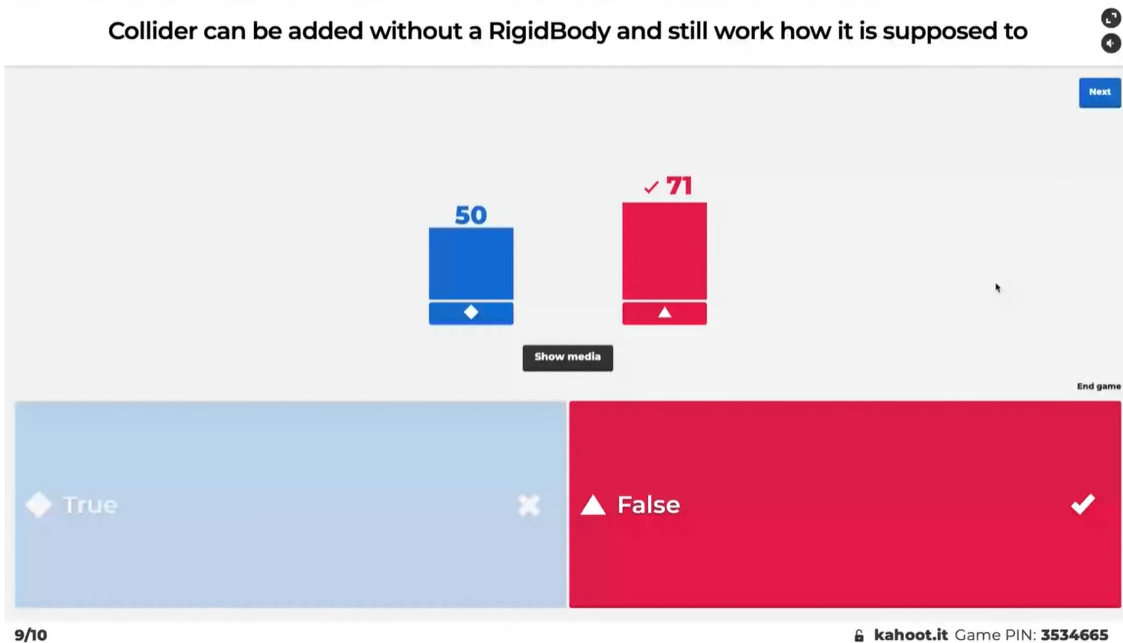 Collider can be added without a RigidBody and still work how it is supposed to
Next
50
71
Show media
End game
True
False
9/10
kahoot.it Game PIN: 3534665